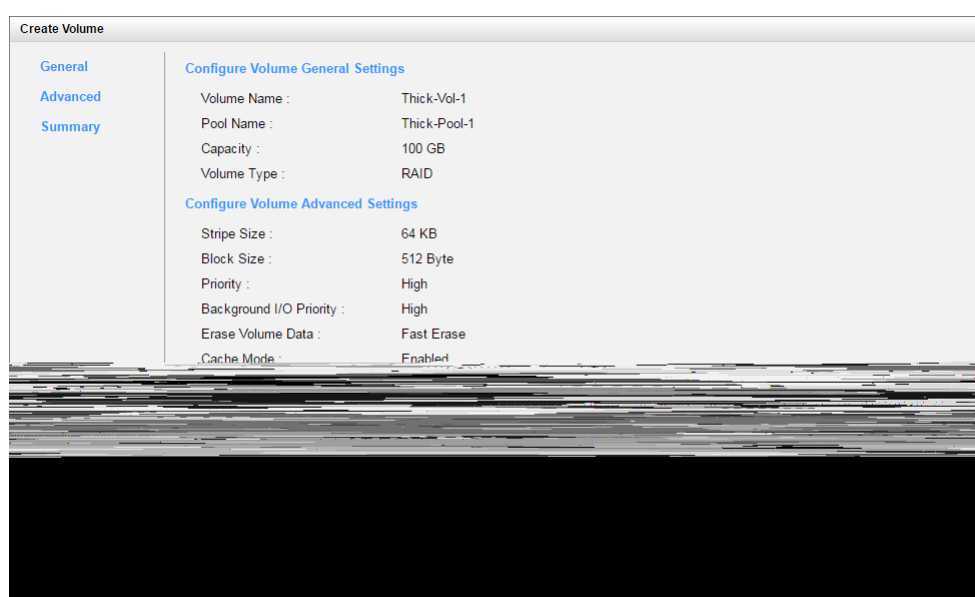 Create Volume
General
Advanced
Summary
Configure Volume General Settings
Volume Name : Thick-Vol-1
Pool Name : Thick-Pool-1
Capacity : 100 GB
Volume Type : RAID
Configure Volume Advanced Settings
Stripe Size : 64 KB
Block Size : 512 Byte
Priority : High
Background I/O Priority : High
Erase Volume Data : Fast Erase
Cache Mode : Enabled